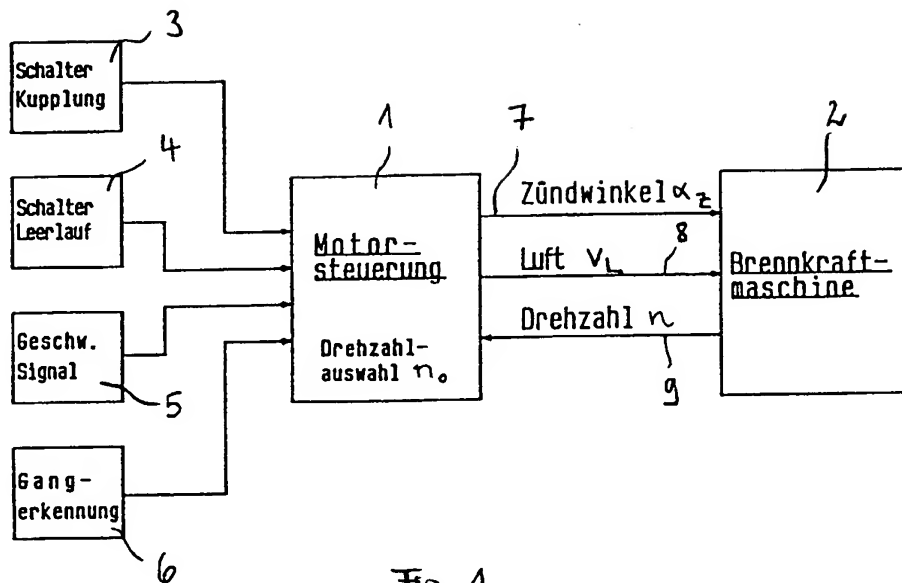 3
Schalter
Kupplung
4
Schalter
Leerlauf
Geschw.
Signal
5
Gang-
erkennung
6
1
Motor-
steuerung
Drehzahl-
auswahl n₀
7
Zündwinkel α_z
Luft V_L
8
Drehzahl n
9
2
Brennkraft-
maschine
Fig. 1